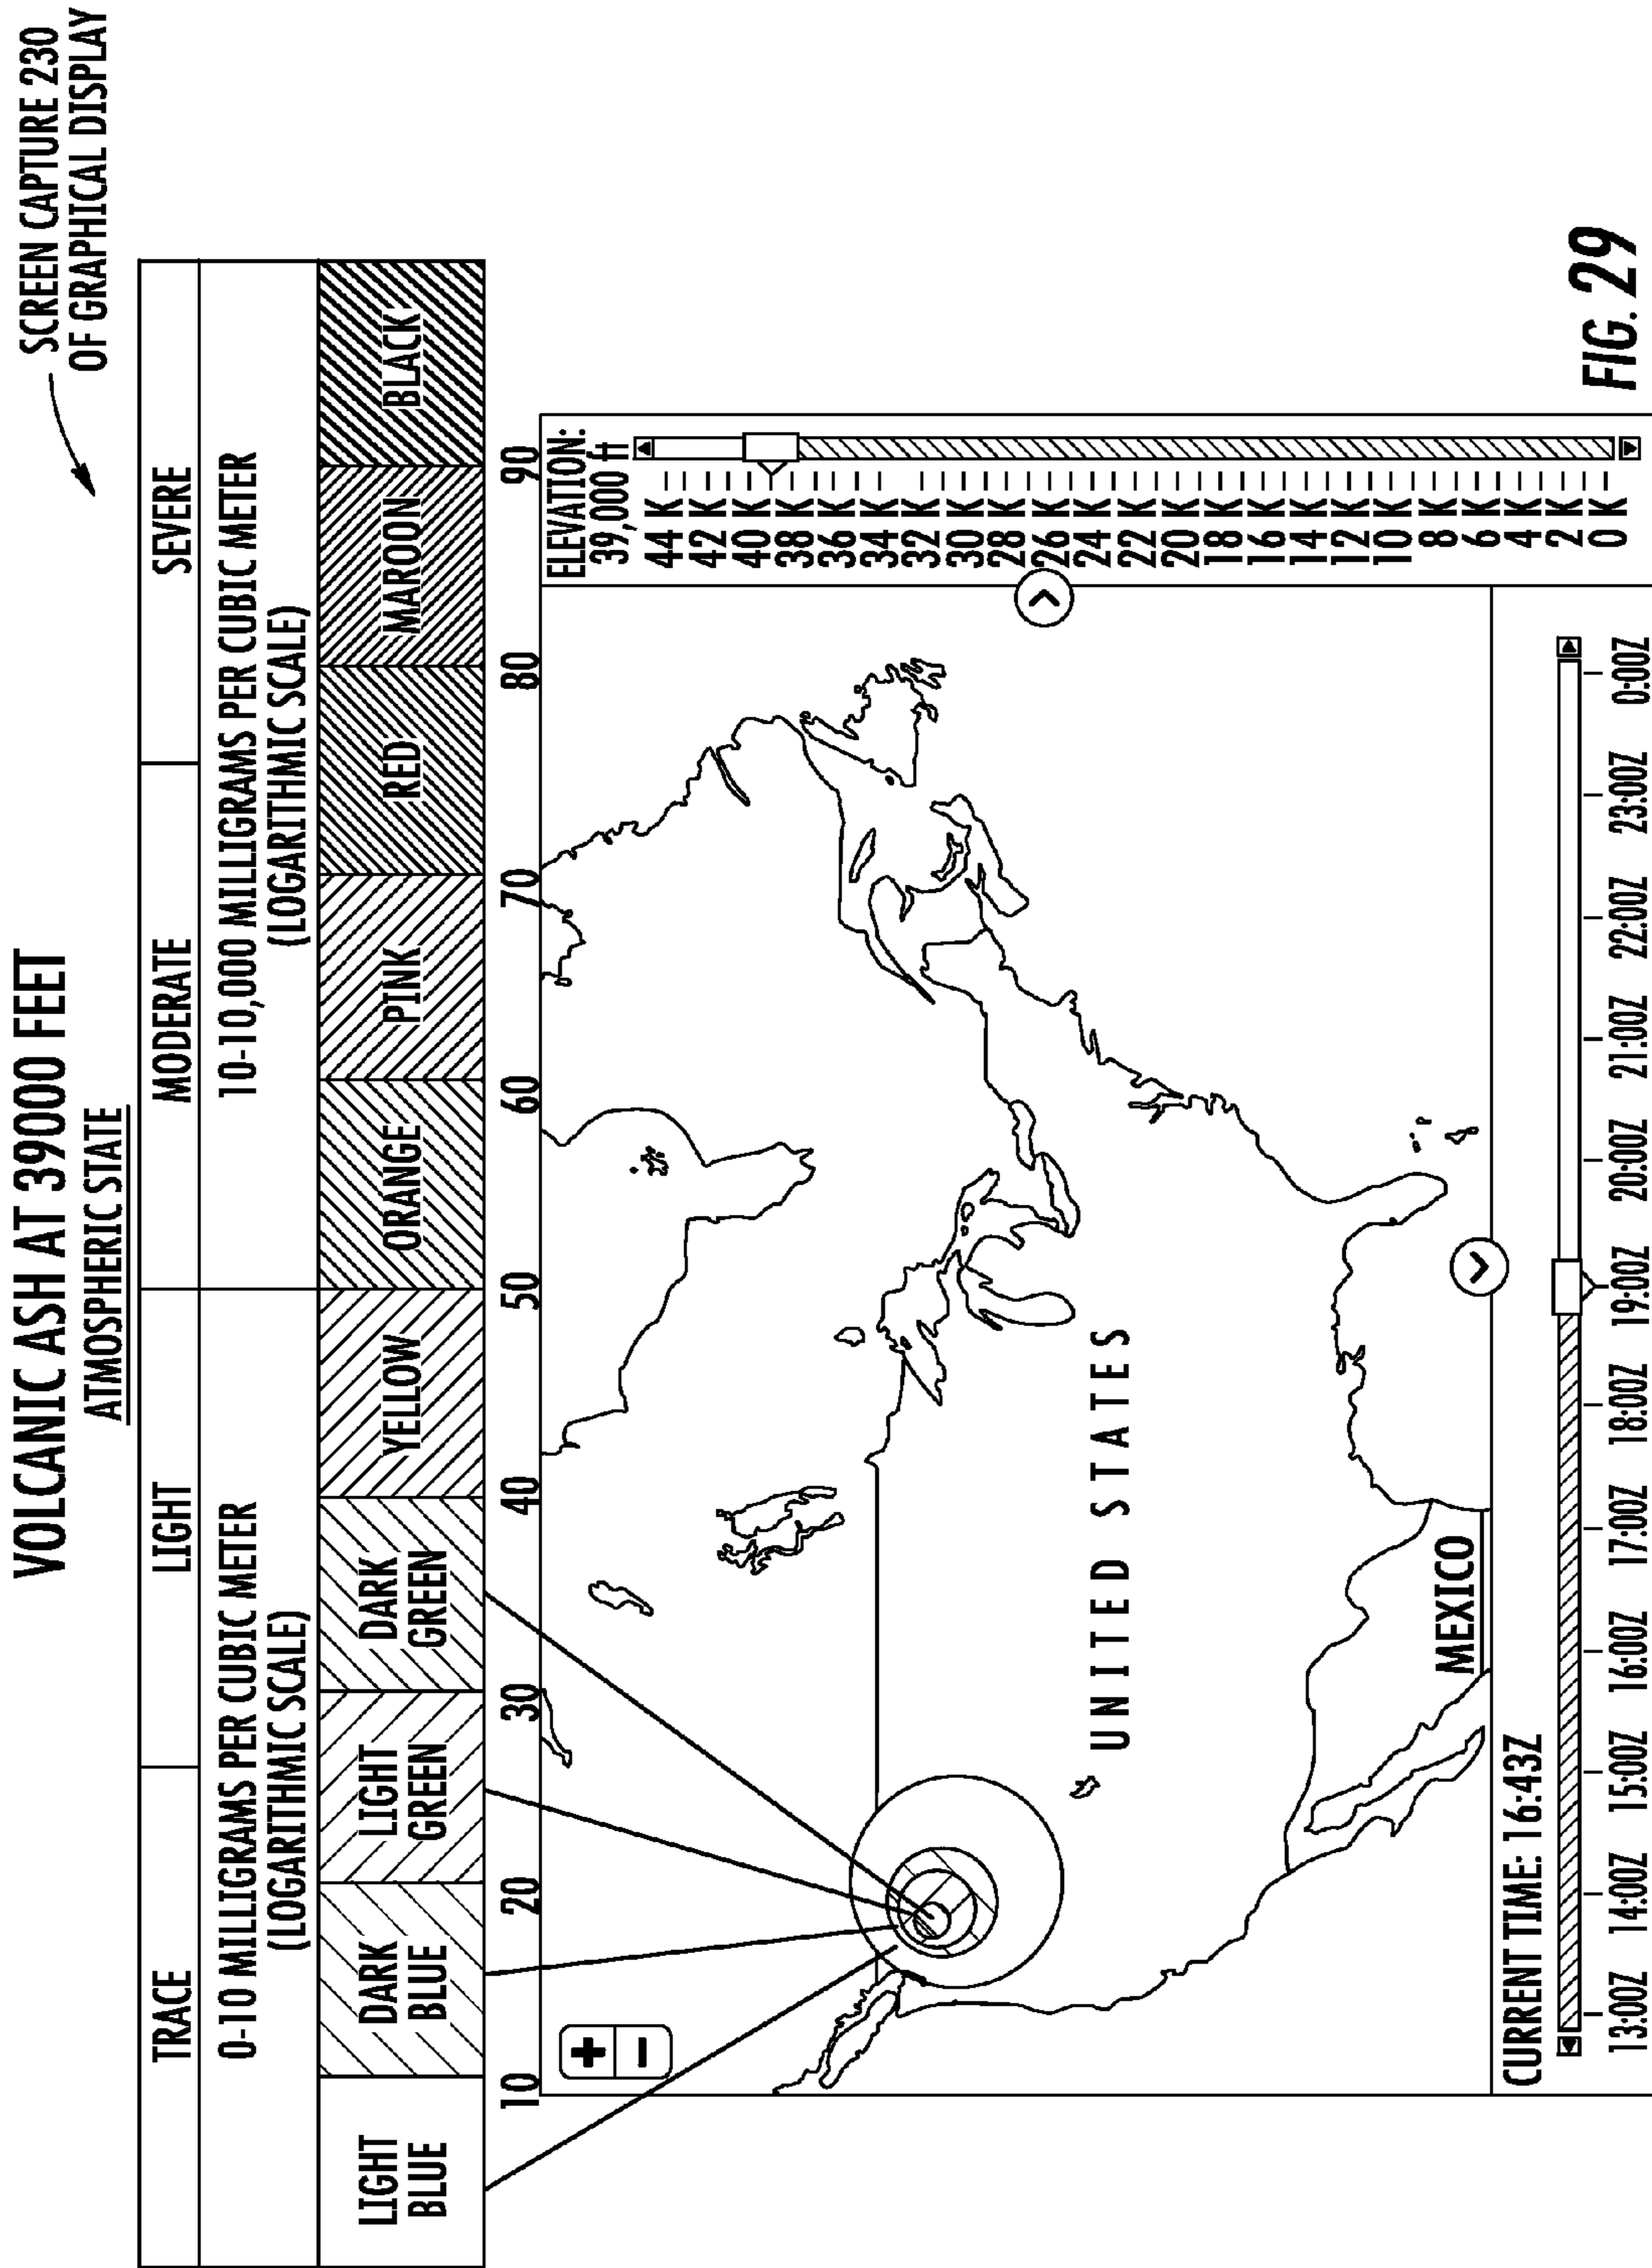 SCREEN CAPTURE 230
OF GRAPHICAL DISPLAY
VOLCANIC ASH AT 39000 FEET
ATMOSPHERIC STATE
TRACE LIGHT MODERATE SEVERE
0-10 MILLIGRAMS PER CUBIC METER 10-10,000 MILLIGRAMS PER CUBIC METER
(LOGARITHMIC SCALE) (LOGARITHMIC SCALE)
LIGHT BLUE
DARK BLUE
LIGHT GREEN
DARK GREEN
YELLOW
ORANGE
PINK
RED
MAROON
BLACK
10 20 30 40 50 60 70 80 90
+
−
ELEVATION:
39,000 ft
44 K
42 K
40 K
38 K
36 K
34 K
32 K
30 K
28 K
26 K
24 K
22 K
20 K
18 K
16 K
14 K
12 K
10 K
8 K
6 K
4 K
2 K
0 K
UNITED STATES
MEXICO
CURRENT TIME: 16:43Z
13:00Z 14:00Z 15:00Z 16:00Z 17:00Z 18:00Z 19:00Z 20:00Z 21:00Z 22:00Z 23:00Z 0:00Z
FIG. 29